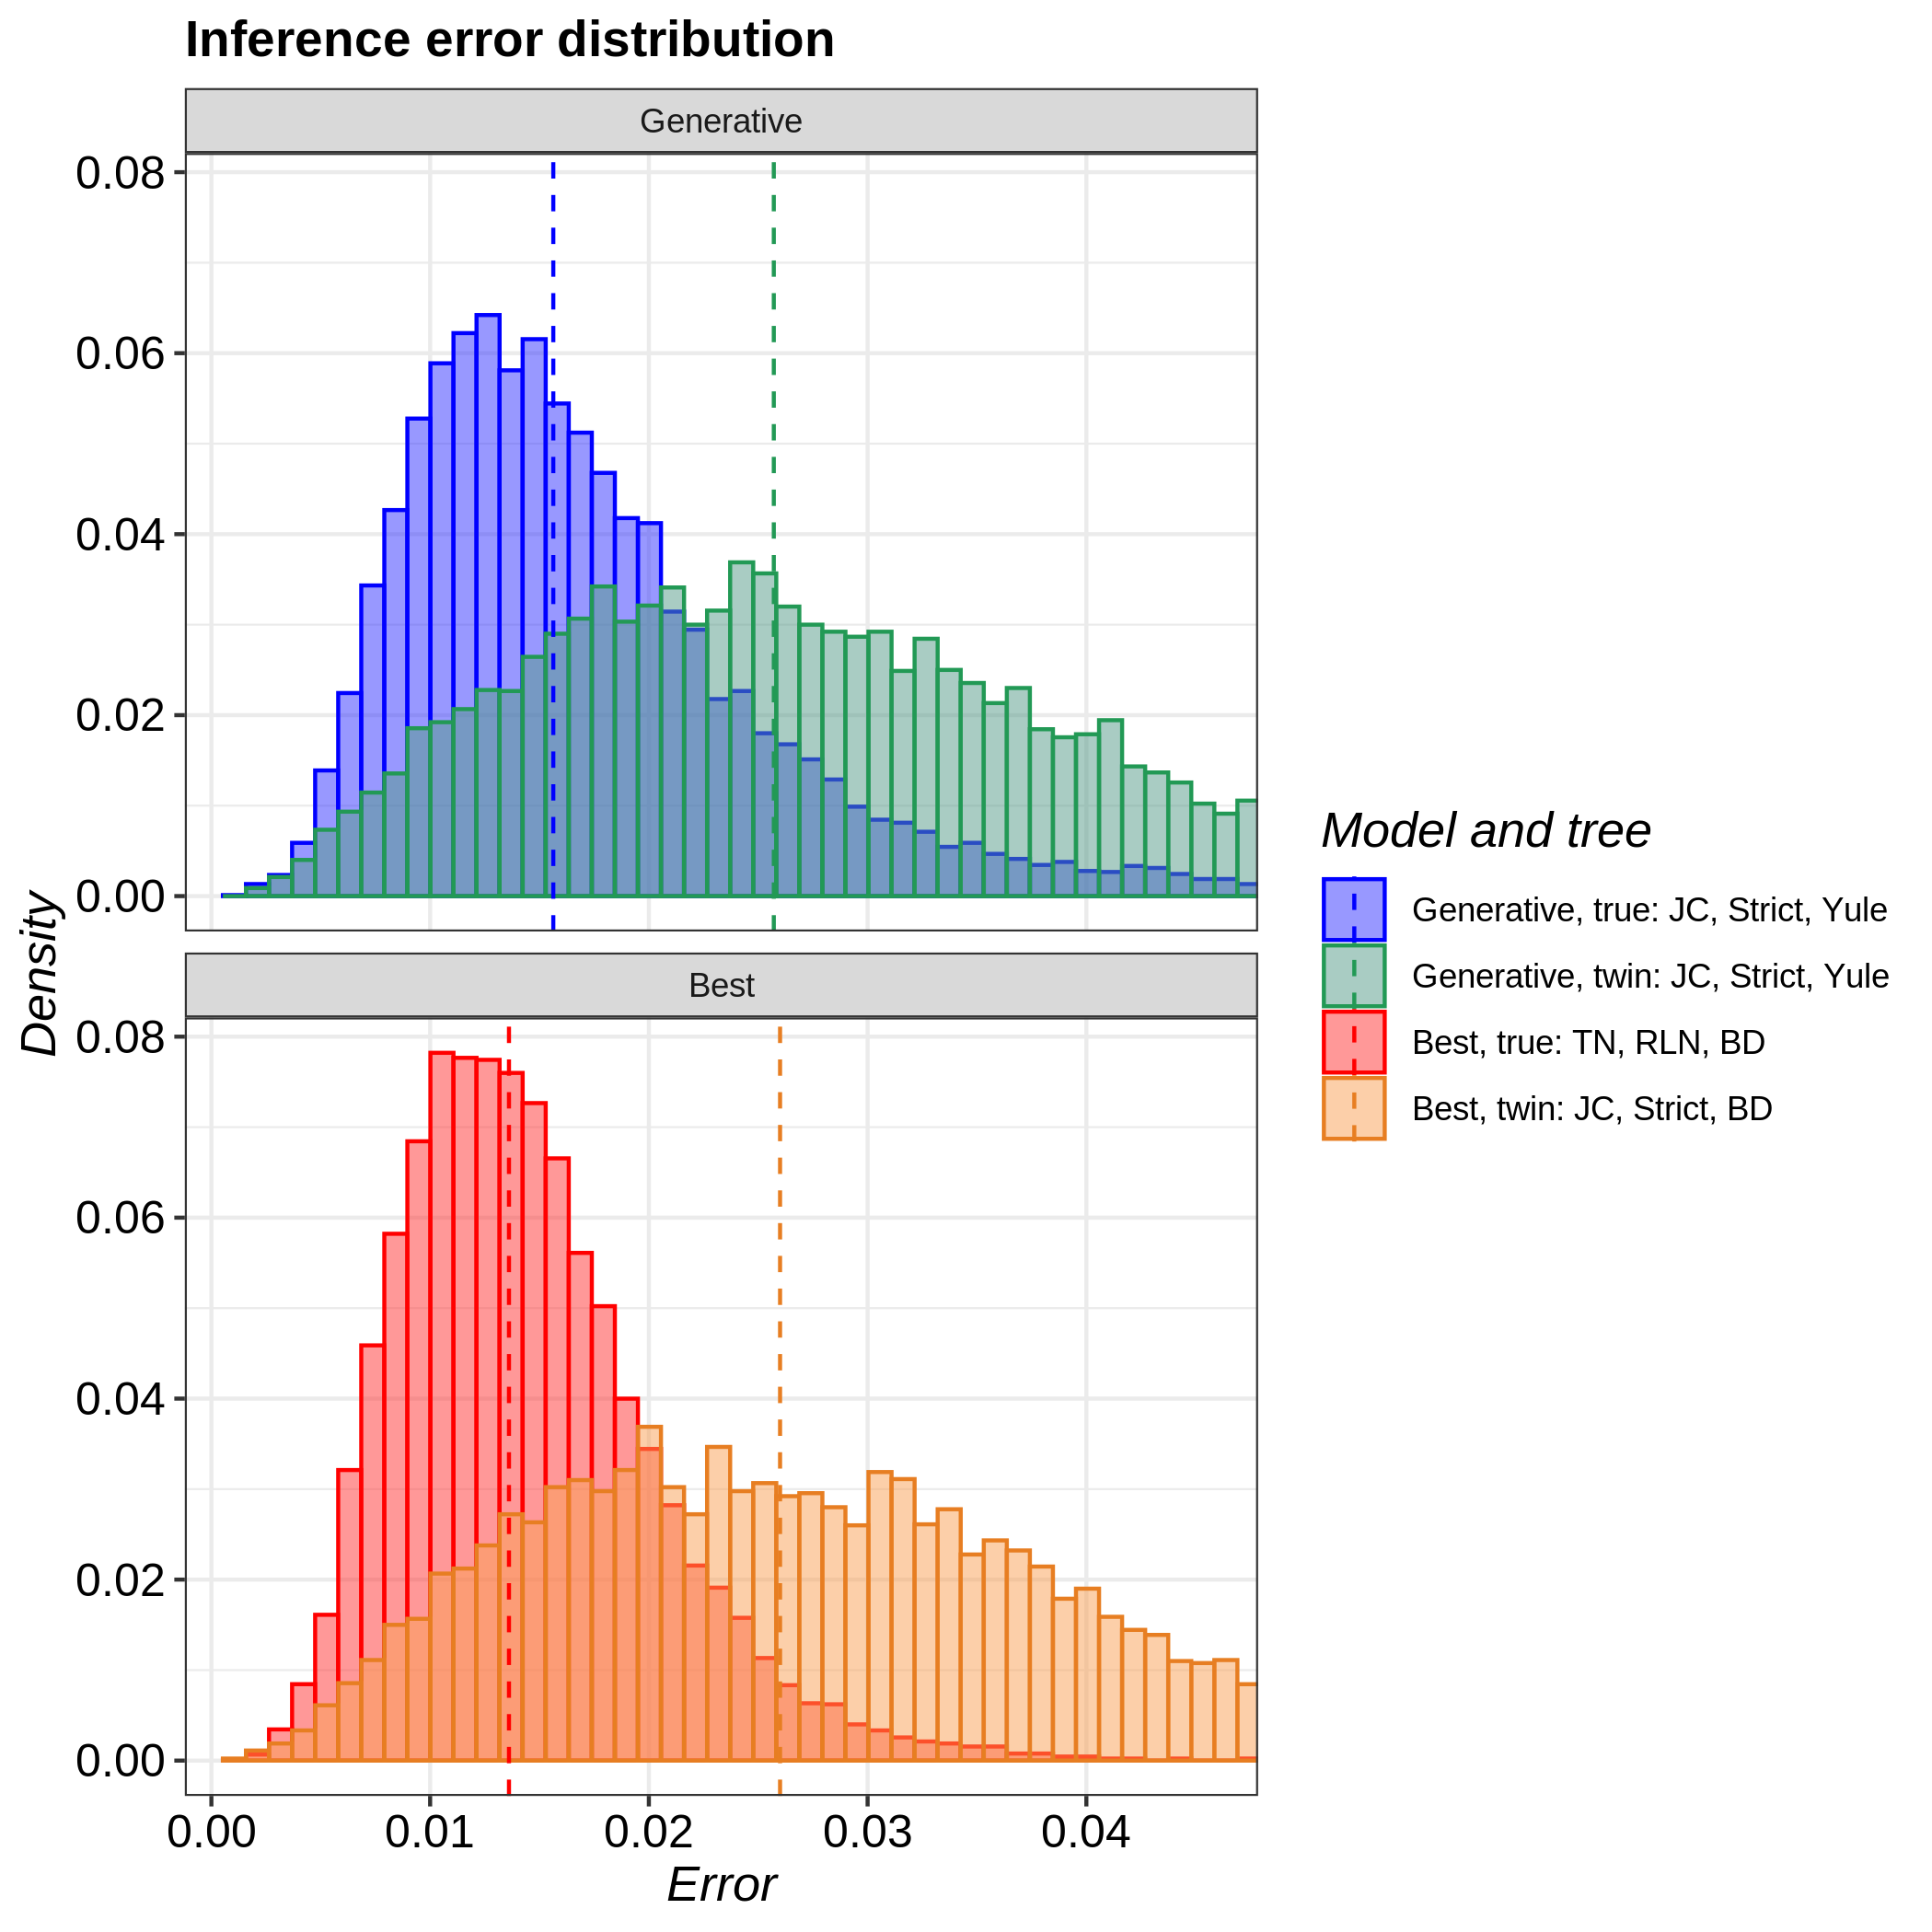 Inference error distribution
Generative
0.08
0.06
0.04
0.02
0.00
Best
0.08
0.06
0.04
0.02
0.00
0.00 0.01 0.02 0.03 0.04
Error
Density
Model and tree
Generative, true: JC, Strict, Yule
Generative, twin: JC, Strict, Yule
Best, true: TN, RLN, BD
Best, twin: JC, Strict, BD